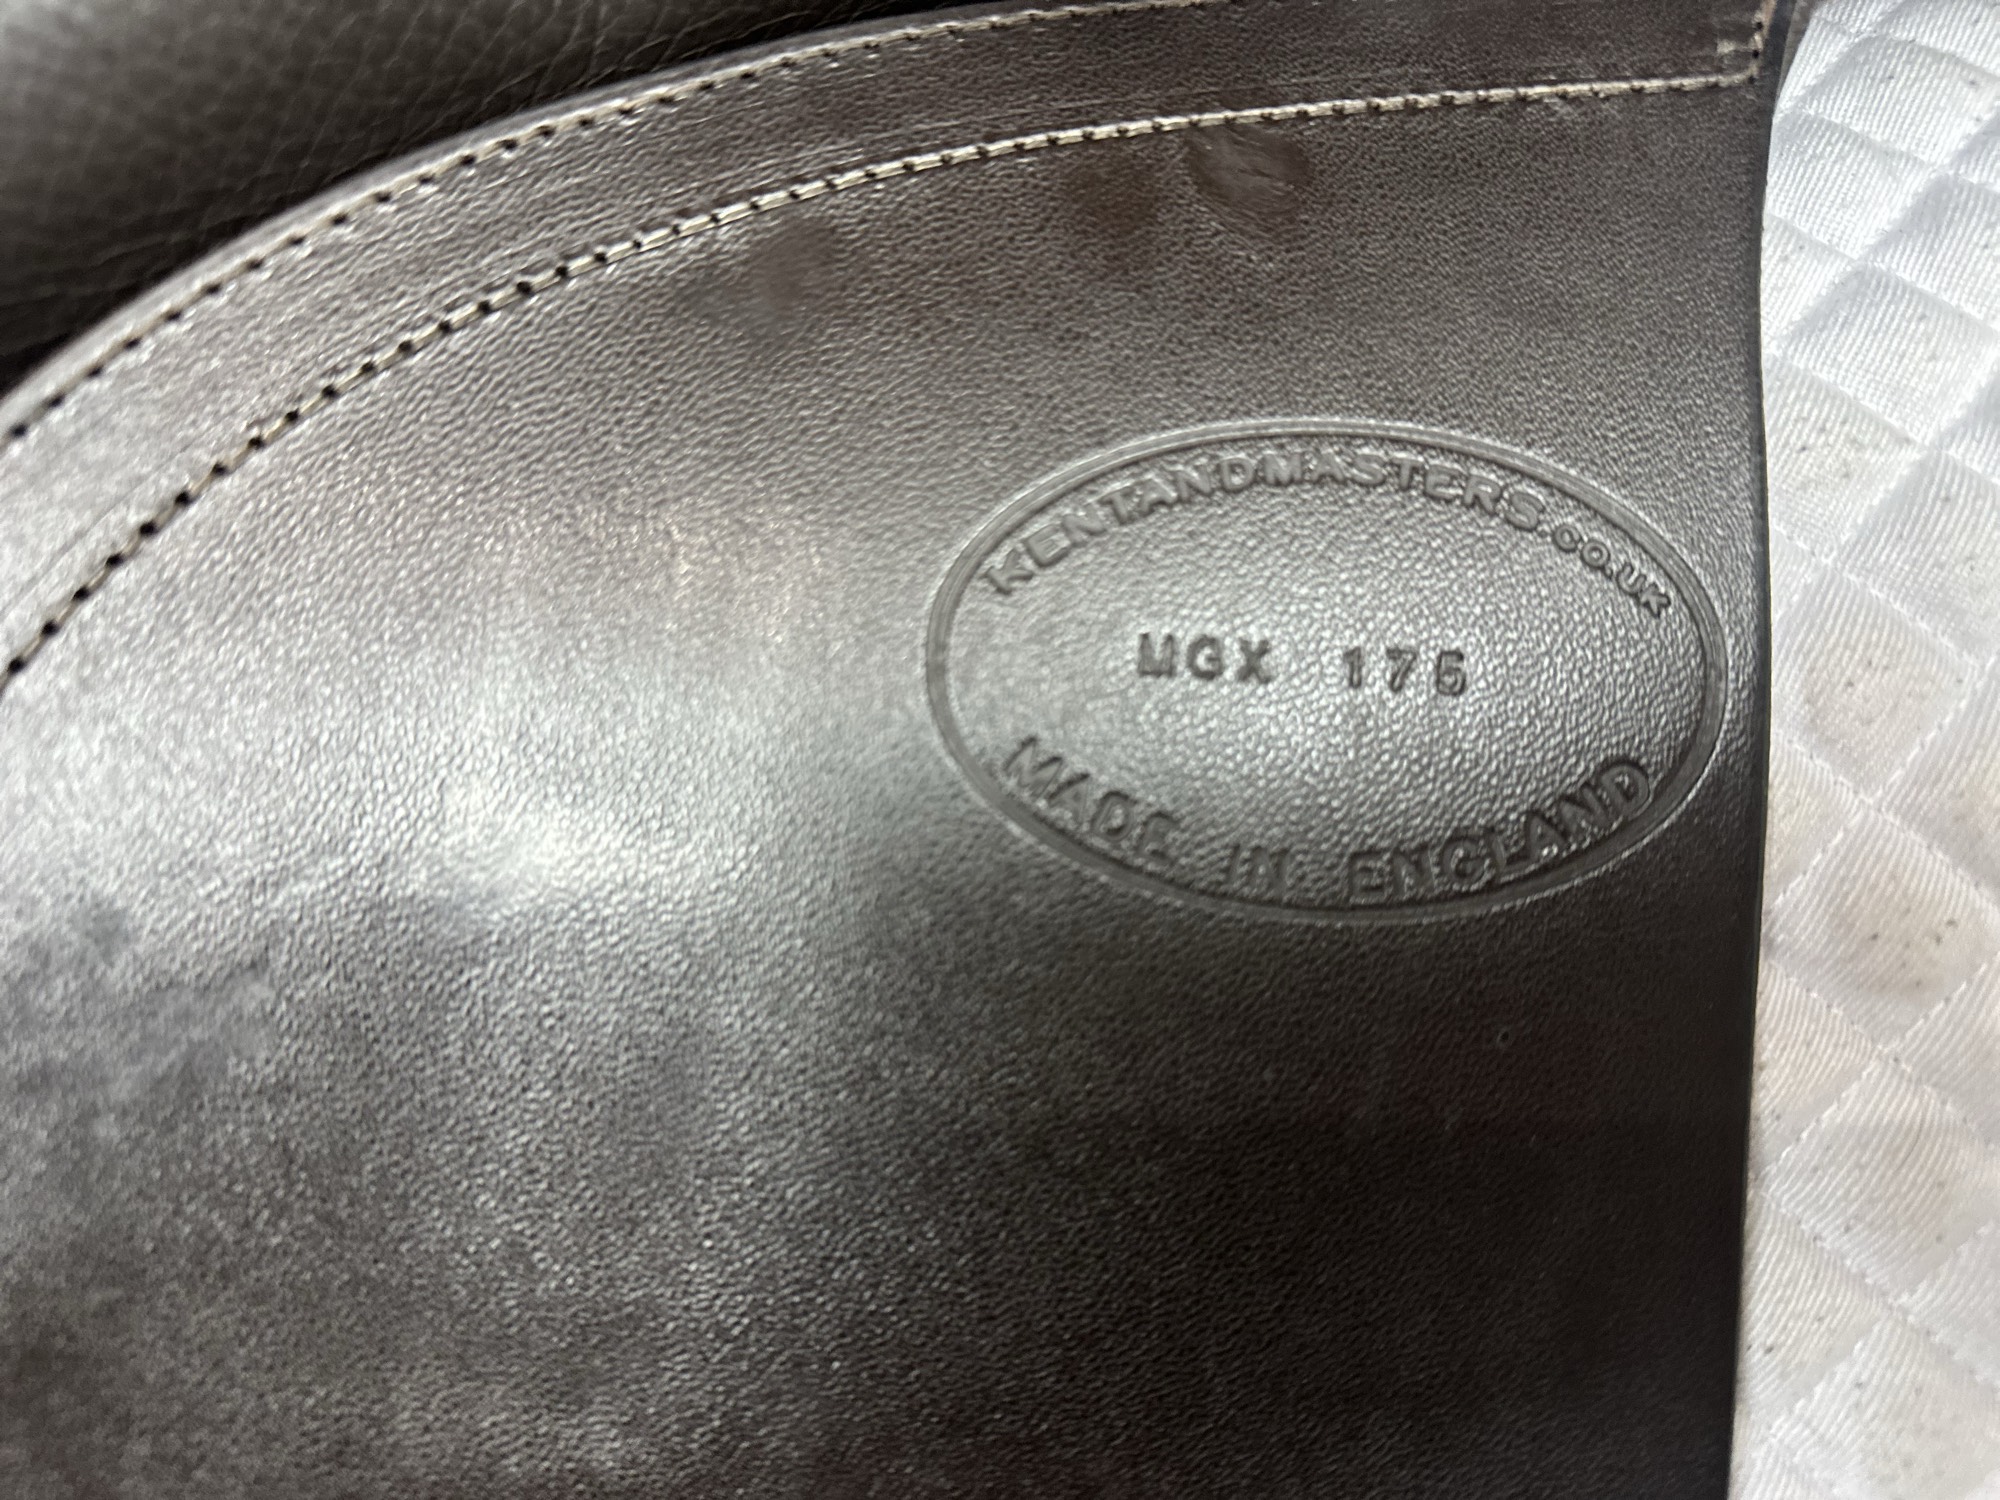 KENTANDMASTERS.CO.UK
MGX 175
MADE IN ENGLAND